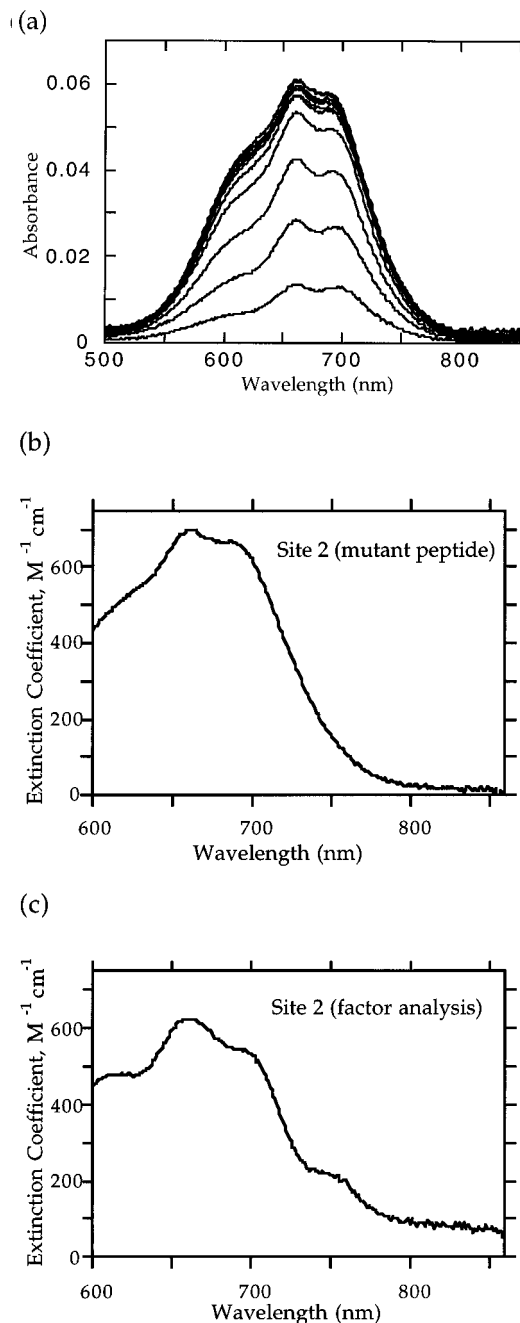 (a)
0.06
0.04
0.02
0
Absorbance
500
600
700
800
Wavelength (nm)
(b)
Site 2 (mutant peptide)
600
400
200
0
Extinction Coefficient, M⁻¹ cm⁻¹
600
700
800
Wavelength (nm)
(c)
Site 2 (factor analysis)
600
400
200
0
Extinction Coefficient, M⁻¹ cm⁻¹
600
700
800
Wavelength (nm)